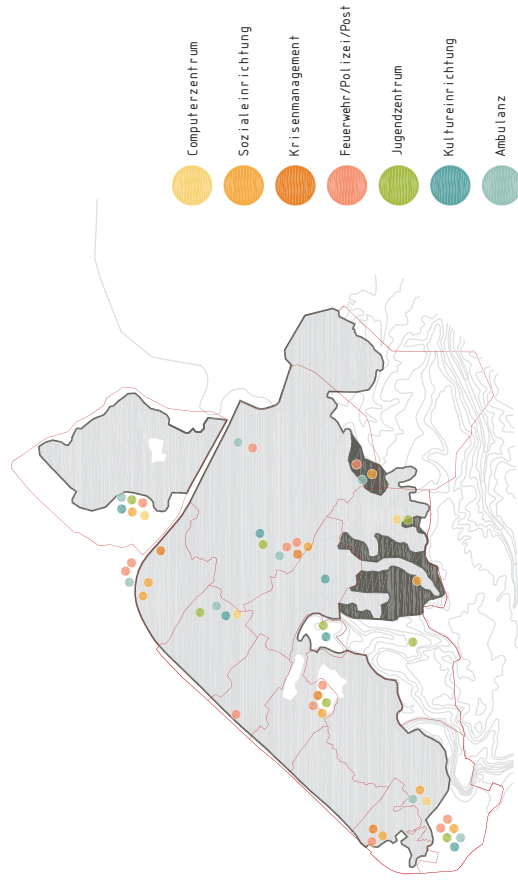 Computerzentrum
Sozialeinrichtung
Krisenmanagement
Feuerwehr/Polizei/Post
Jugendzentrum
Kultureinrichtung
Ambulanz